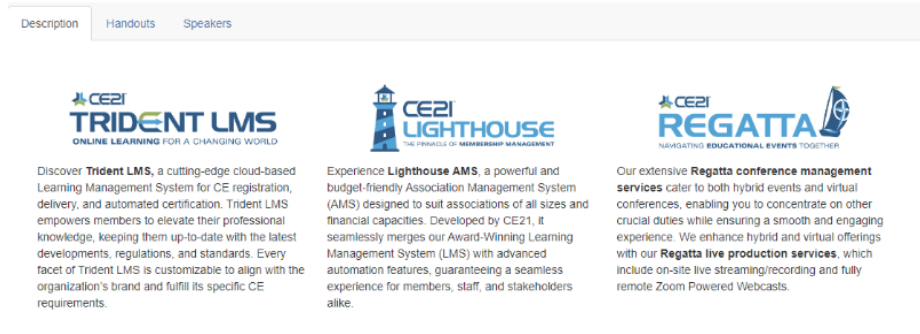 Description Handouts Speakers
CE21
TRIDENT LMS
ONLINE LEARNING FOR A CHANGING WORLD
Discover Trident LMS, a cutting-edge cloud-based
Learning Management System for CE registration,
delivery, and automated certification. Trident LMS
empowers members to elevate their professional
knowledge, keeping them up-to-date with the latest
developments, regulations, and standards. Every
facet of Trident LMS is customizable to align with the
organization's brand and fulfill its specific CE
requirements.
CE21
LIGHTHOUSE
THE PINNACLE OF MEMBERSHIP MANAGEMENT
Experience Lighthouse AMS, a powerful and
budget-friendly Association Management System
(AMS) designed to suit associations of all sizes and
financial capacities. Developed by CE21, it
seamlessly merges our Award-Winning Learning
Management System (LMS) with advanced
automation features, guaranteeing a seamless
experience for members, staff, and stakeholders
alike.
CE21
REGATTA
NAVIGATING EDUCATIONAL EVENTS TOGETHER
Our extensive Regatta conference management
services cater to both hybrid events and virtual
conferences, enabling you to concentrate on other
crucial duties while ensuring a smooth and engaging
experience. We enhance hybrid and virtual offerings
with our Regatta live production services, which
include on-site live streaming/recording and fully
remote Zoom Powered Webcasts.